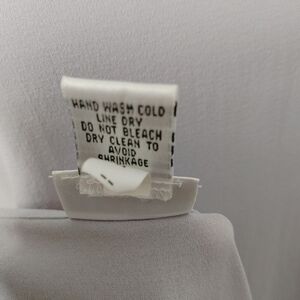 HAND WASH COLD
LINE DRY
DO NOT BLEACH
DRY CLEAN TO
AVOID
SHRINKAGE